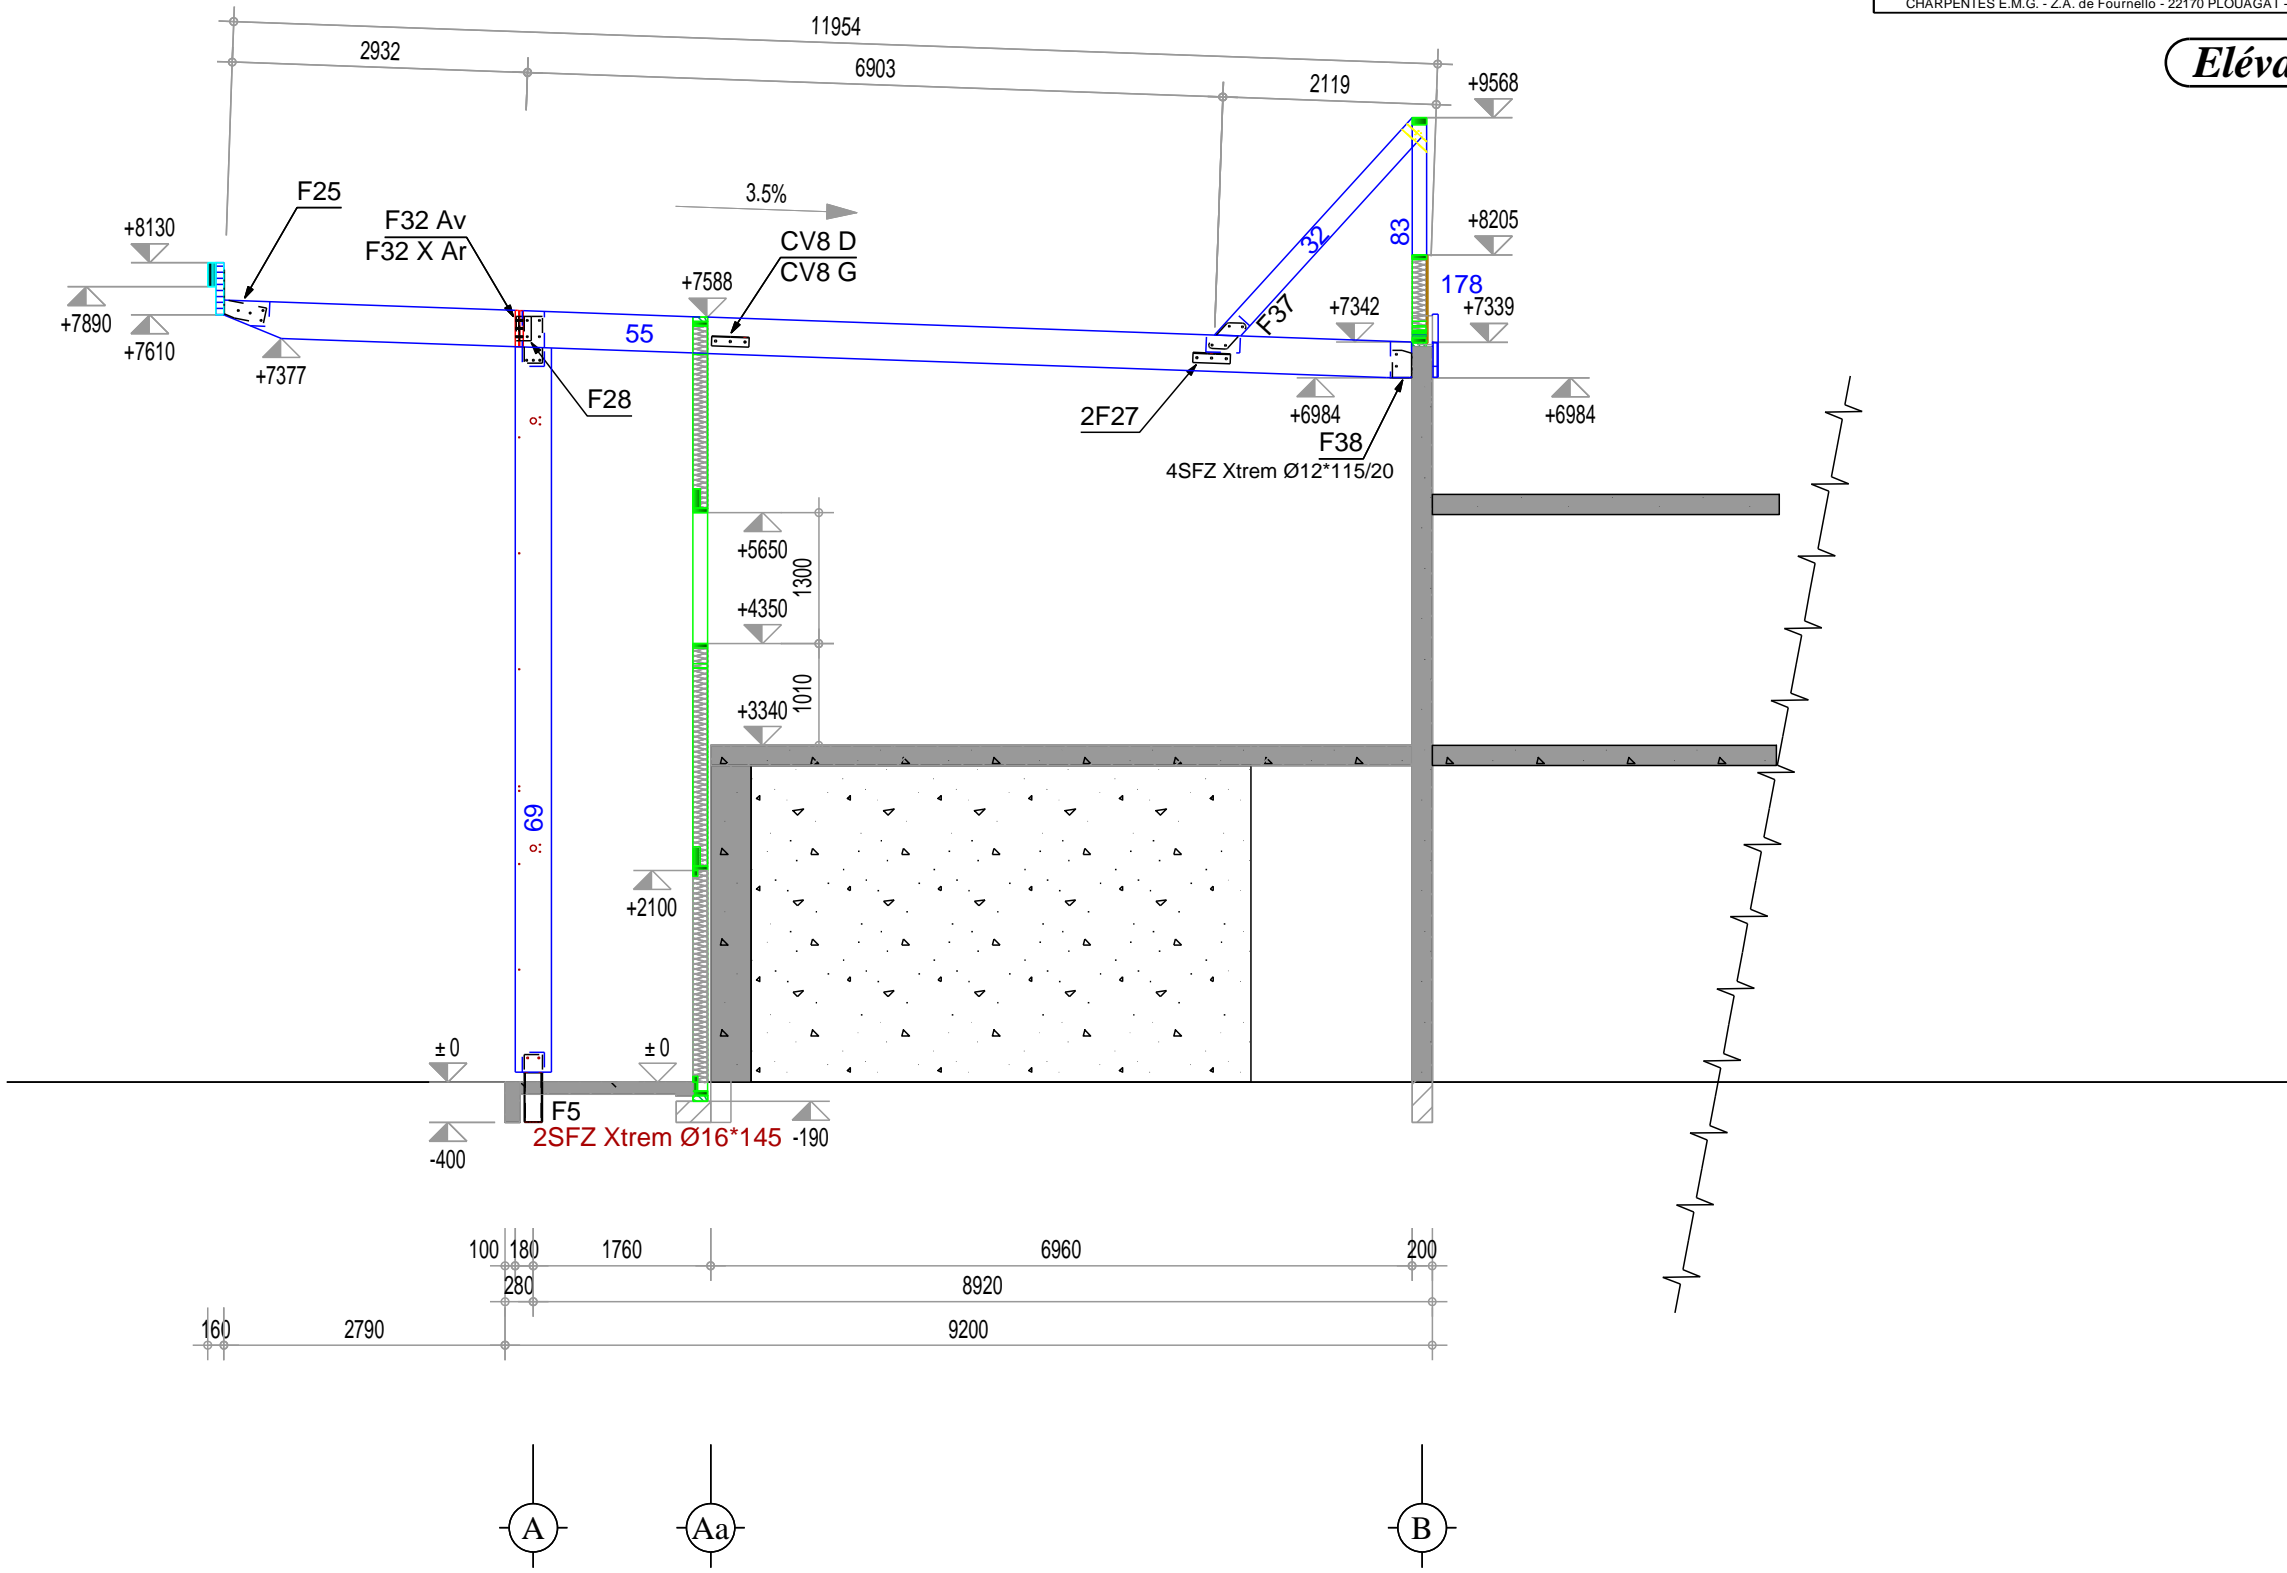 CHARPENTES E.M.G. - Z.A. de Fournello - 22170 PLOUAGAT -
Eléva
11954
2932
6903
2119
+9568
F25
F32 Av
F32 X Ar
3.5%
CV8 D
CV8 G
+8130
+7890
+7610
+7377
+7588
55
F28
32
83
+8205
178
+7342
+7339
F37
2F27
+6984
+6984
F38
4SFZ Xtrem Ø12*115/20
+5650
1300
+4350
1010
+3340
69
+2100
± 0
± 0
F5
2SFZ Xtrem Ø16*145
-190
-400
100
180
1760
6960
200
280
8920
160
2790
9200
A
Aa
B